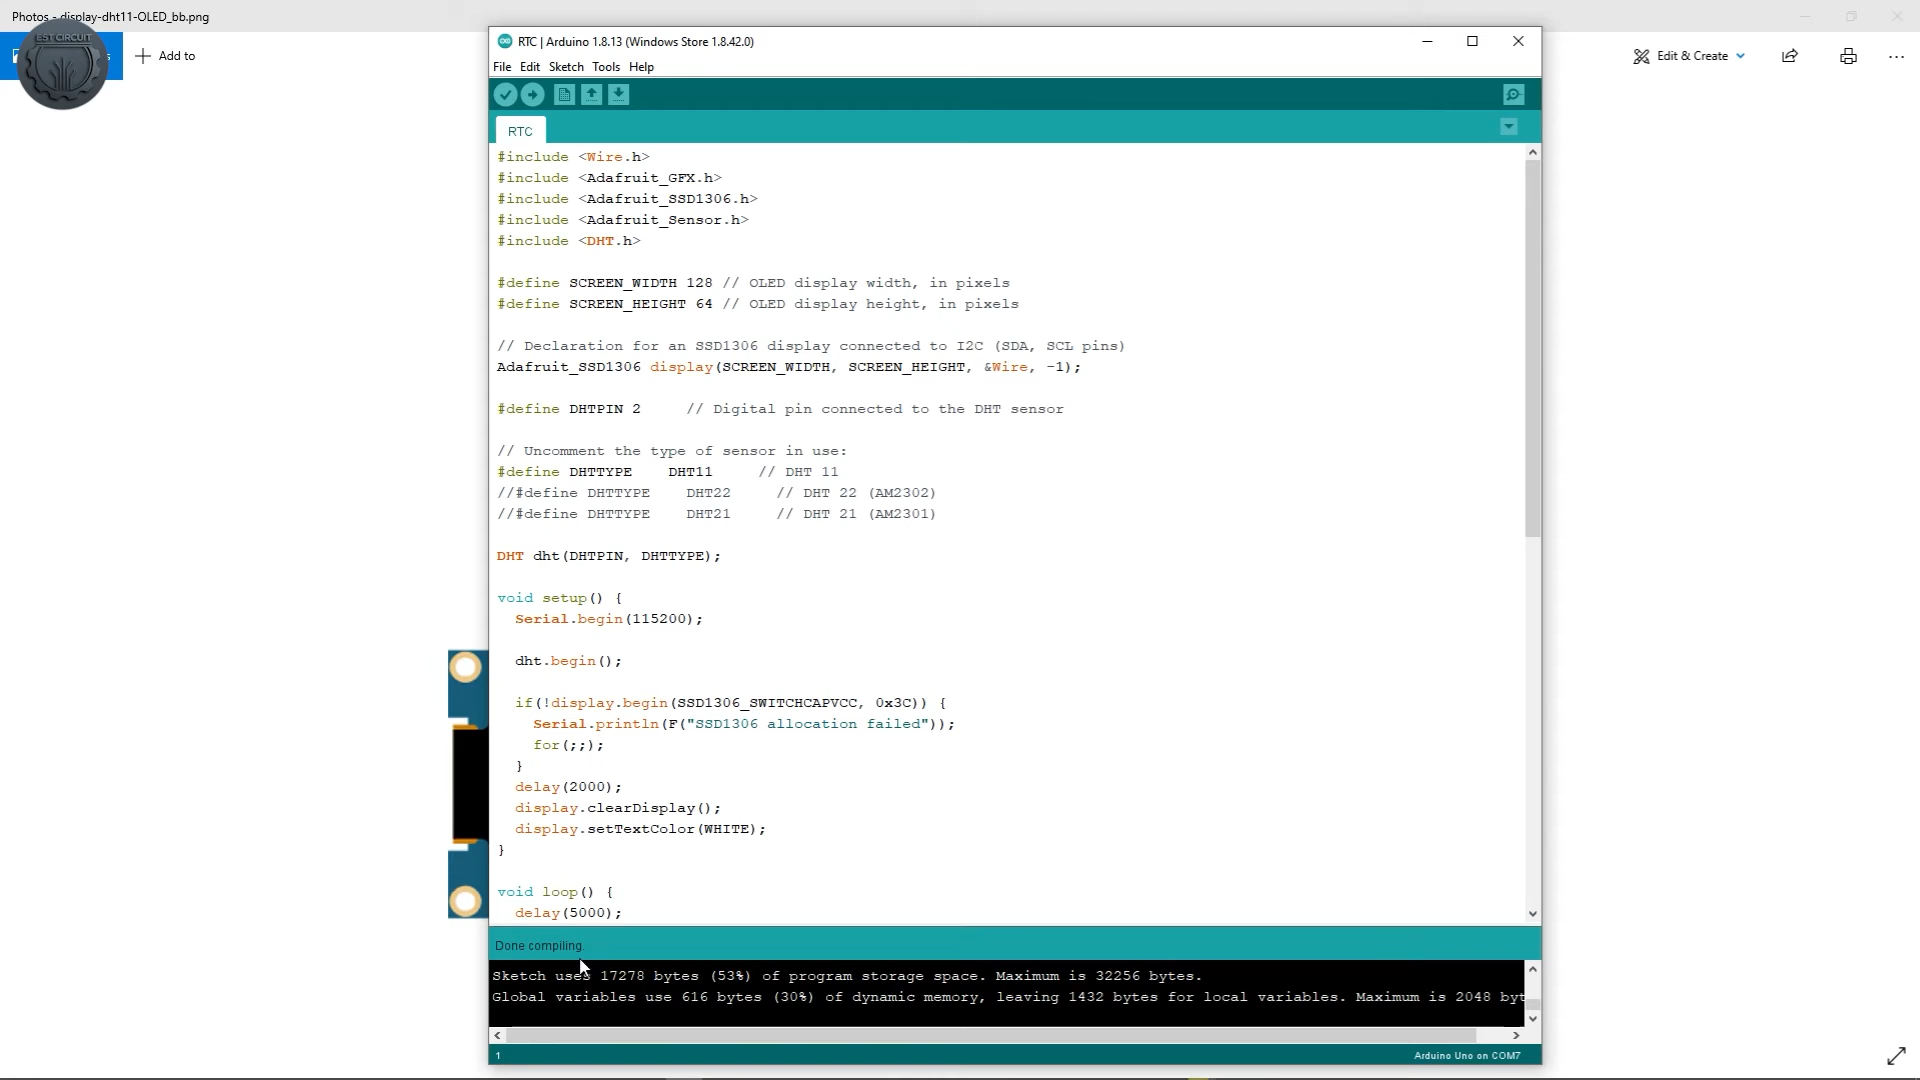 Photos - display-dht11-OLED_bb.png
EST CIRCUIT
Add to
Edit & Create
RTC | Arduino 1.8.13 (Windows Store 1.8.42.0)
File Edit Sketch Tools Help
RTC
#include <Wire.h>
#include <Adafruit_GFX.h>
#include <Adafruit_SSD1306.h>
#include <Adafruit_Sensor.h>
#include <DHT.h>
#define SCREEN_WIDTH 128 // OLED display width, in pixels
#define SCREEN_HEIGHT 64 // OLED display height, in pixels
// Declaration for an SSD1306 display connected to I2C (SDA, SCL pins)
Adafruit_SSD1306 display(SCREEN_WIDTH, SCREEN_HEIGHT, &Wire, -1);
#define DHTPIN 2     // Digital pin connected to the DHT sensor
// Uncomment the type of sensor in use:
#define DHTTYPE    DHT11     // DHT 11
//#define DHTTYPE    DHT22     // DHT 22 (AM2302)
//#define DHTTYPE    DHT21     // DHT 21 (AM2301)
DHT dht(DHTPIN, DHTTYPE);
void setup() {
  Serial.begin(115200);
  dht.begin();
  if(!display.begin(SSD1306_SWITCHCAPVCC, 0x3C)) {
    Serial.println(F("SSD1306 allocation failed"));
    for(;;);
  }
  delay(2000);
  display.clearDisplay();
  display.setTextColor(WHITE);
}
void loop() {
  delay(5000);
Done compiling.
Sketch uses 17278 bytes (53%) of program storage space. Maximum is 32256 bytes.
Global variables use 616 bytes (30%) of dynamic memory, leaving 1432 bytes for local variables. Maximum is 2048 byt
1
Arduino Uno on COM7